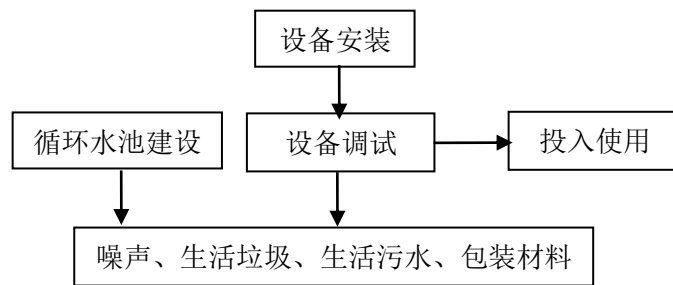 设备安装
循环水池建设
设备调试
投入使用
噪声、生活垃圾、生活污水、包装材料